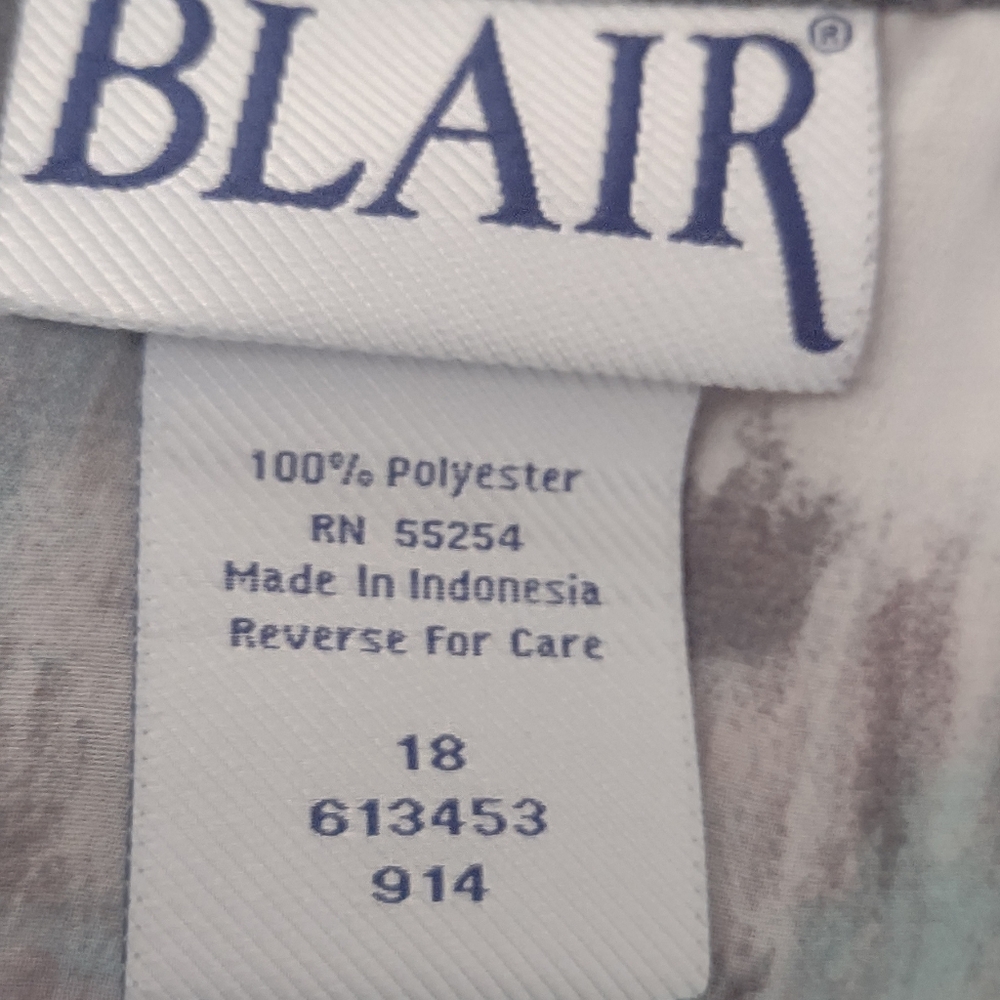 BLAIR®
100% Polyester
RN 55254
Made In Indonesia
Reverse For Care
18
613453
914